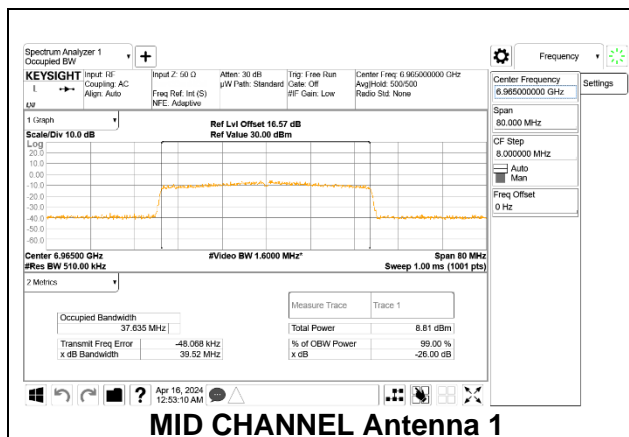 Spectrum Analyzer 1
Occupied BW
+
Frequency
KEYSIGHT
L
Input: RF
Coupling: AC
Align: Auto
Input Z: 50 Ω
Freq Ref: Int (S)
NFE: Adaptive
Atten: 30 dB
µW Path: Standard
Trig: Free Run
Gate: Off
#IF Gain: Low
Center Freq: 6.965000000 GHz
Avg|Hold: 500/500
Radio Std: None
Center Frequency
6.965000000 GHz
Settings
Span
80.000 MHz
CF Step
8.000000 MHz
Auto
Man
Freq Offset
0 Hz
1 Graph
Scale/Div 10.0 dB
Ref Lvl Offset 16.57 dB
Ref Value 30.00 dBm
Log
20.0
10.0
0.00
-10.0
-20.0
-30.0
-40.0
-50.0
-60.0
Center 6.96500 GHz
#Res BW 510.00 kHz
#Video BW 1.6000 MHz*
Span 80 MHz
Sweep 1.00 ms (1001 pts)
2 Metrics
Measure Trace Trace 1
Occupied Bandwidth
37.635 MHz
Total Power 8.81 dBm
Transmit Freq Error -48.068 kHz
% of OBW Power 99.00 %
x dB Bandwidth 39.52 MHz
x dB -26.00 dB
?
Apr 16, 2024
12:53:10 AM
MID CHANNEL Antenna 1